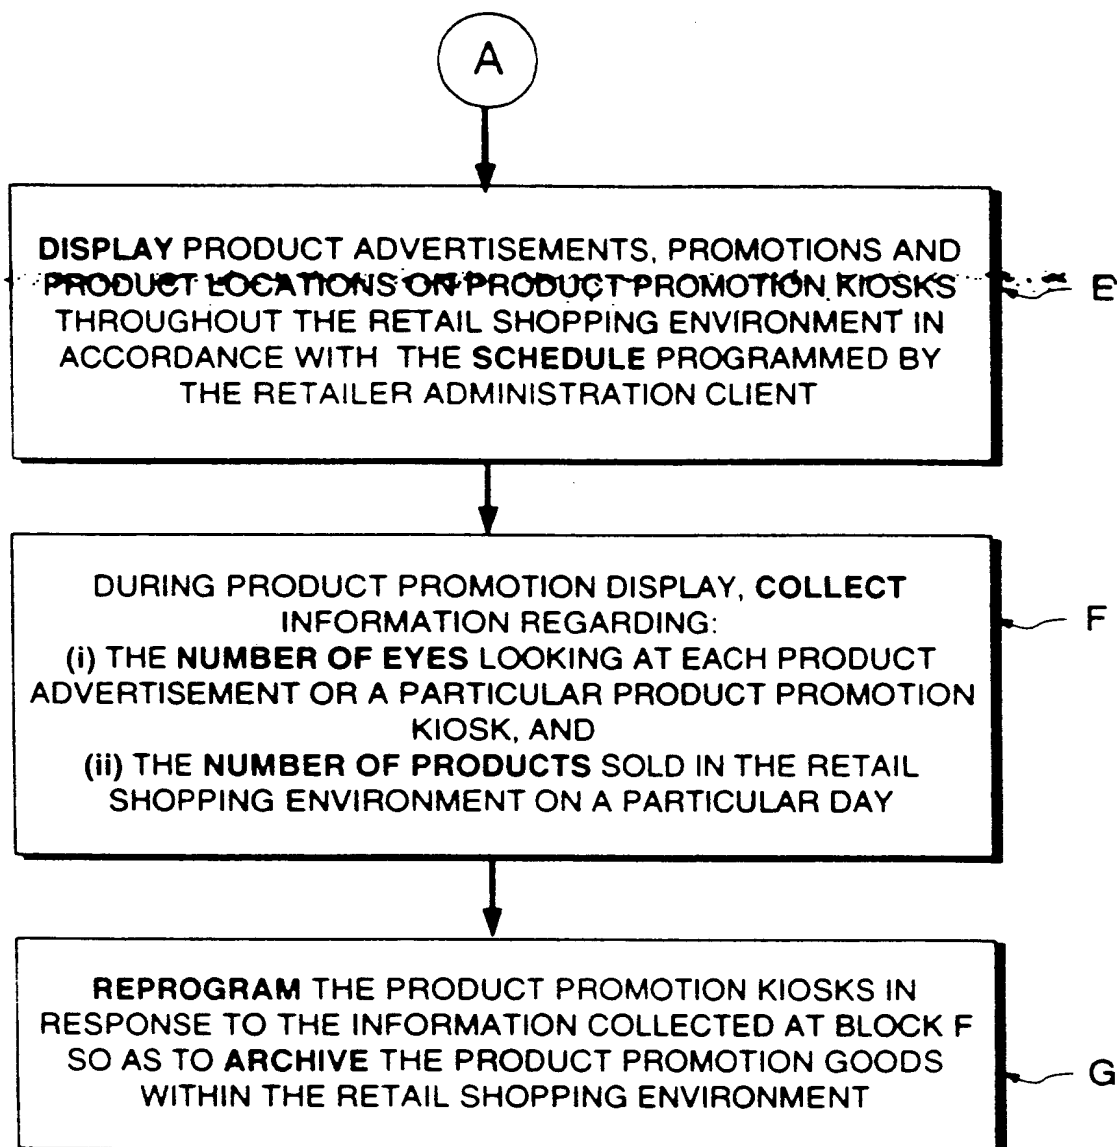 A
DISPLAY PRODUCT ADVERTISEMENTS, PROMOTIONS AND
PRODUCT LOCATIONS ON PRODUCT PROMOTION KIOSKS
THROUGHOUT THE RETAIL SHOPPING ENVIRONMENT IN
ACCORDANCE WITH THE SCHEDULE PROGRAMMED BY
THE RETAILER ADMINISTRATION CLIENT
E
DURING PRODUCT PROMOTION DISPLAY, COLLECT
INFORMATION REGARDING:
(i) THE NUMBER OF EYES LOOKING AT EACH PRODUCT
ADVERTISEMENT OR A PARTICULAR PRODUCT PROMOTION
KIOSK, AND
(ii) THE NUMBER OF PRODUCTS SOLD IN THE RETAIL
SHOPPING ENVIRONMENT ON A PARTICULAR DAY
F
REPROGRAM THE PRODUCT PROMOTION KIOSKS IN
RESPONSE TO THE INFORMATION COLLECTED AT BLOCK F
SO AS TO ARCHIVE THE PRODUCT PROMOTION GOODS
WITHIN THE RETAIL SHOPPING ENVIRONMENT
G